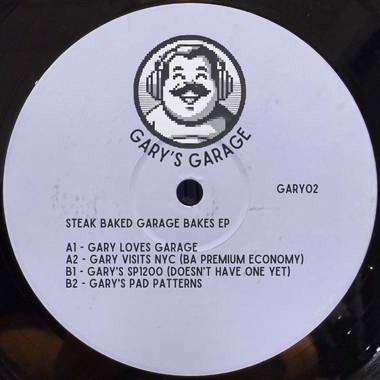 GARY'S GARAGE
GARY02
STEAK BAKED GARAGE BAKES EP
A1 - GARY LOVES GARAGE
A2 - GARY VISITS NYC (BA PREMIUM ECONOMY)
B1 - GARY'S SP1200 (DOESN'T HAVE ONE YET)
B2 - GARY'S PAD PATTERNS